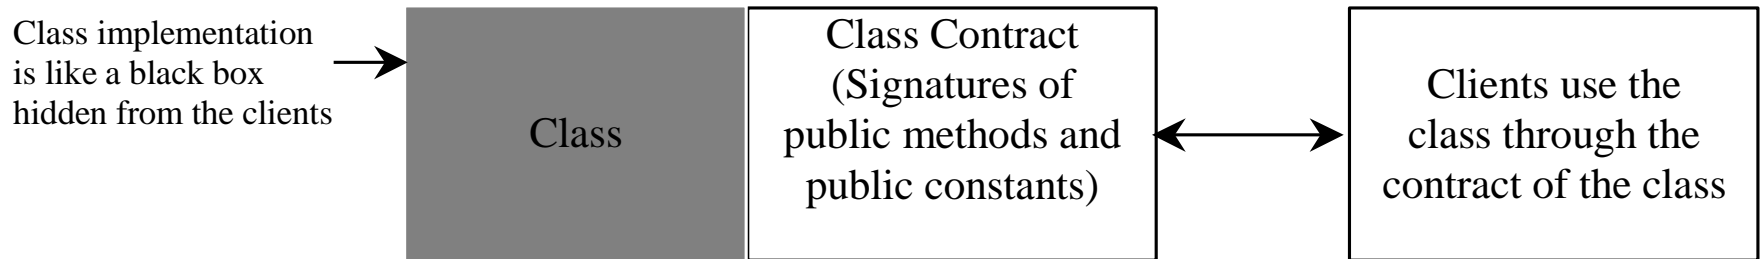 Class implementation
is like a black box
hidden from the clients
Class
Class Contract
(Signatures of
public methods and
public constants)
Clients use the
class through the
contract of the class